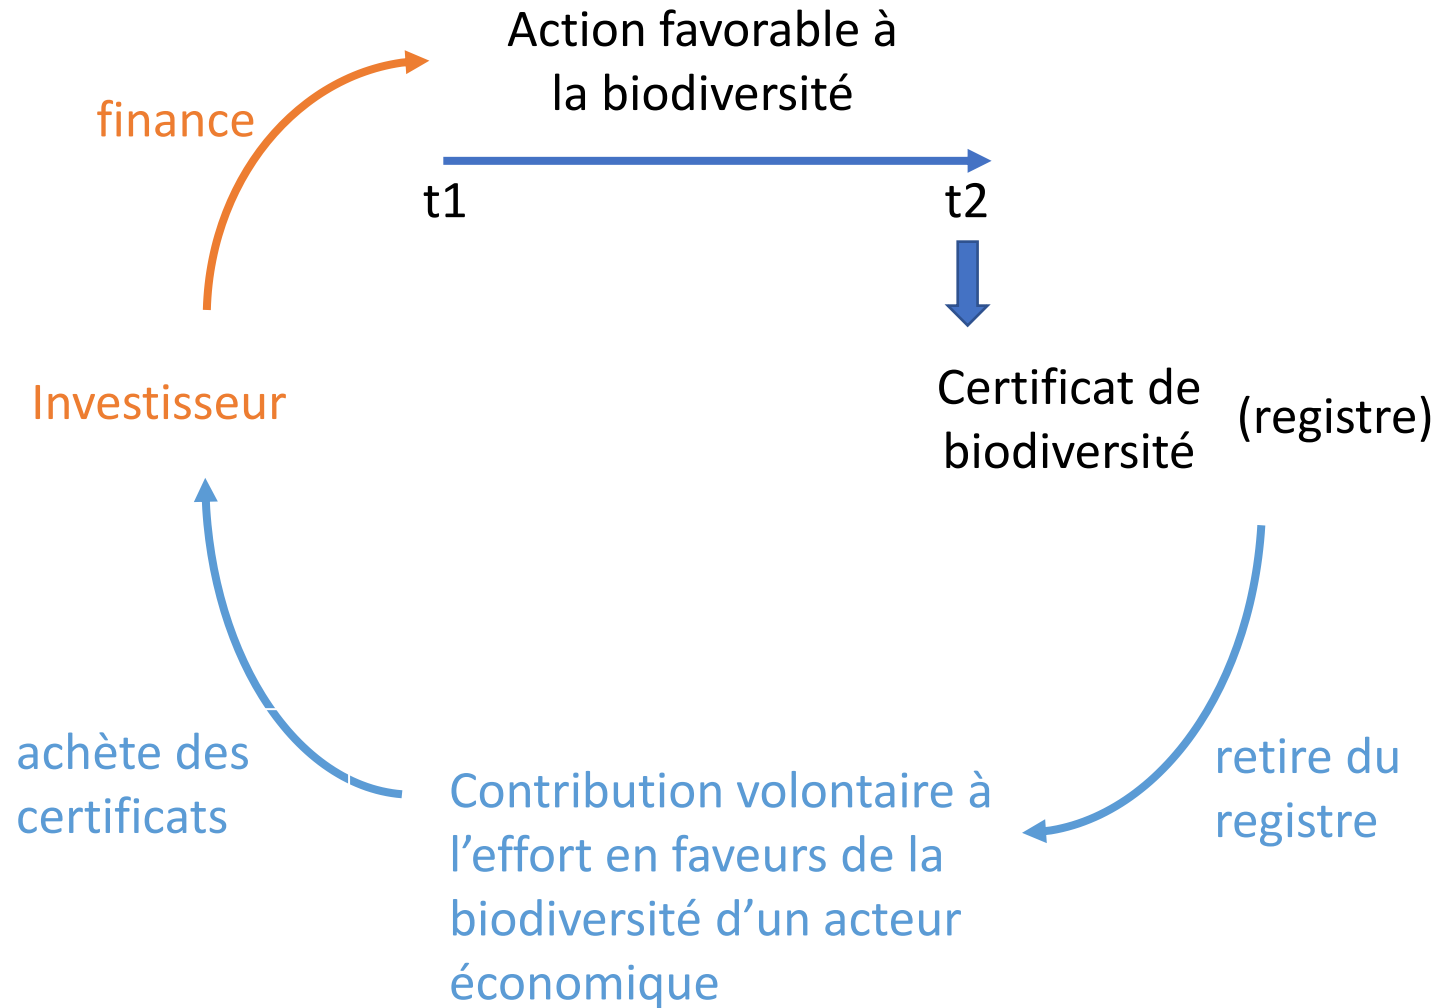 Action favorable à
la biodiversité
finance
t1
t2
Investisseur
Certificat de
biodiversité
(registre)
achète des
certificats
Contribution volontaire à
l’effort en faveurs de la
biodiversité d’un acteur
économique
retire du
registre